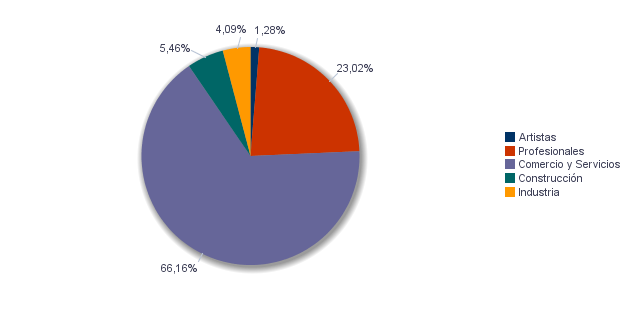 4,09%
1,28%
5,46%
23,02%
66,16%
Artistas
Profesionales
Comercio y Servicios
Construcción
Industria